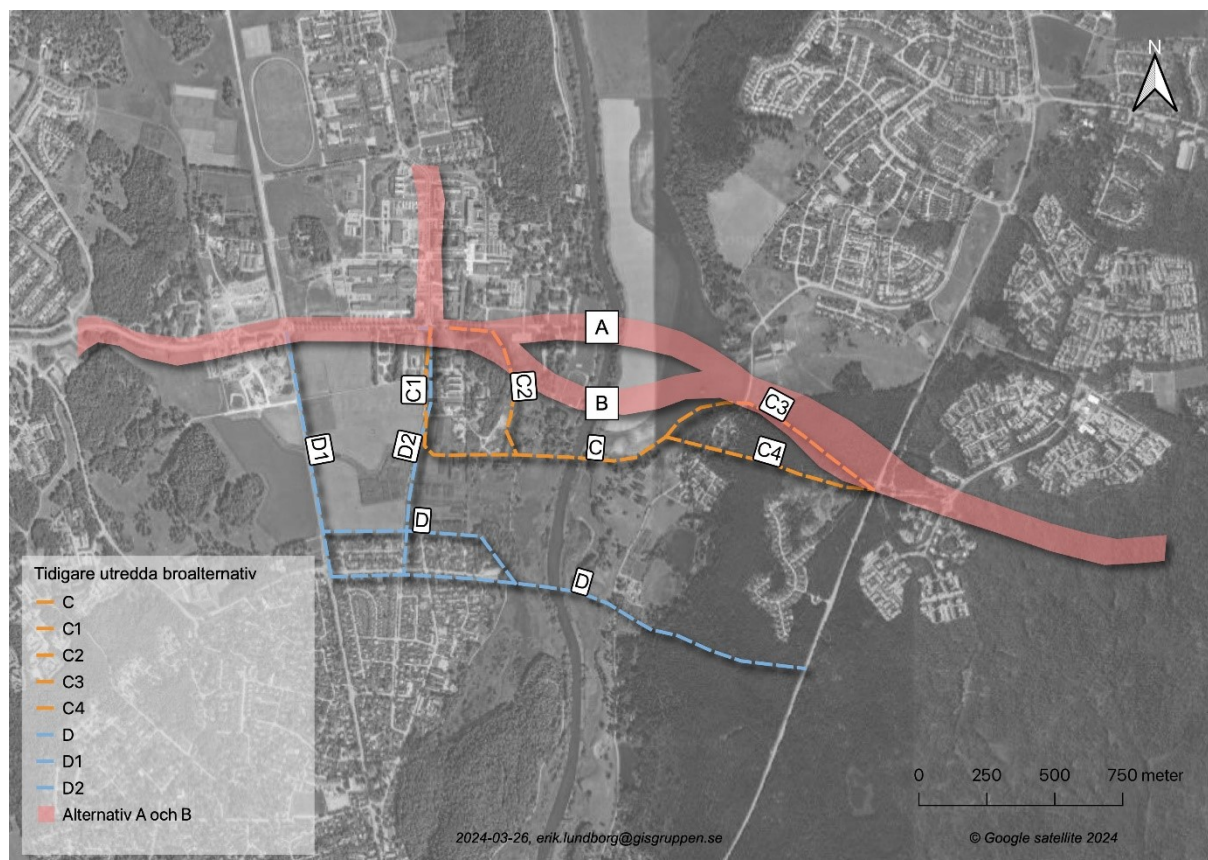 N
A
C1
C2
B
C3
D1
D2
C
C4
D
D
Tidigare utredda broalternativ
C
C1
C2
C3
C4
D
D1
D2
Alternativ A och B
0 250 500 750 meter
2024-03-26, erik.lundborg@gisgruppen.se
© Google satellite 2024